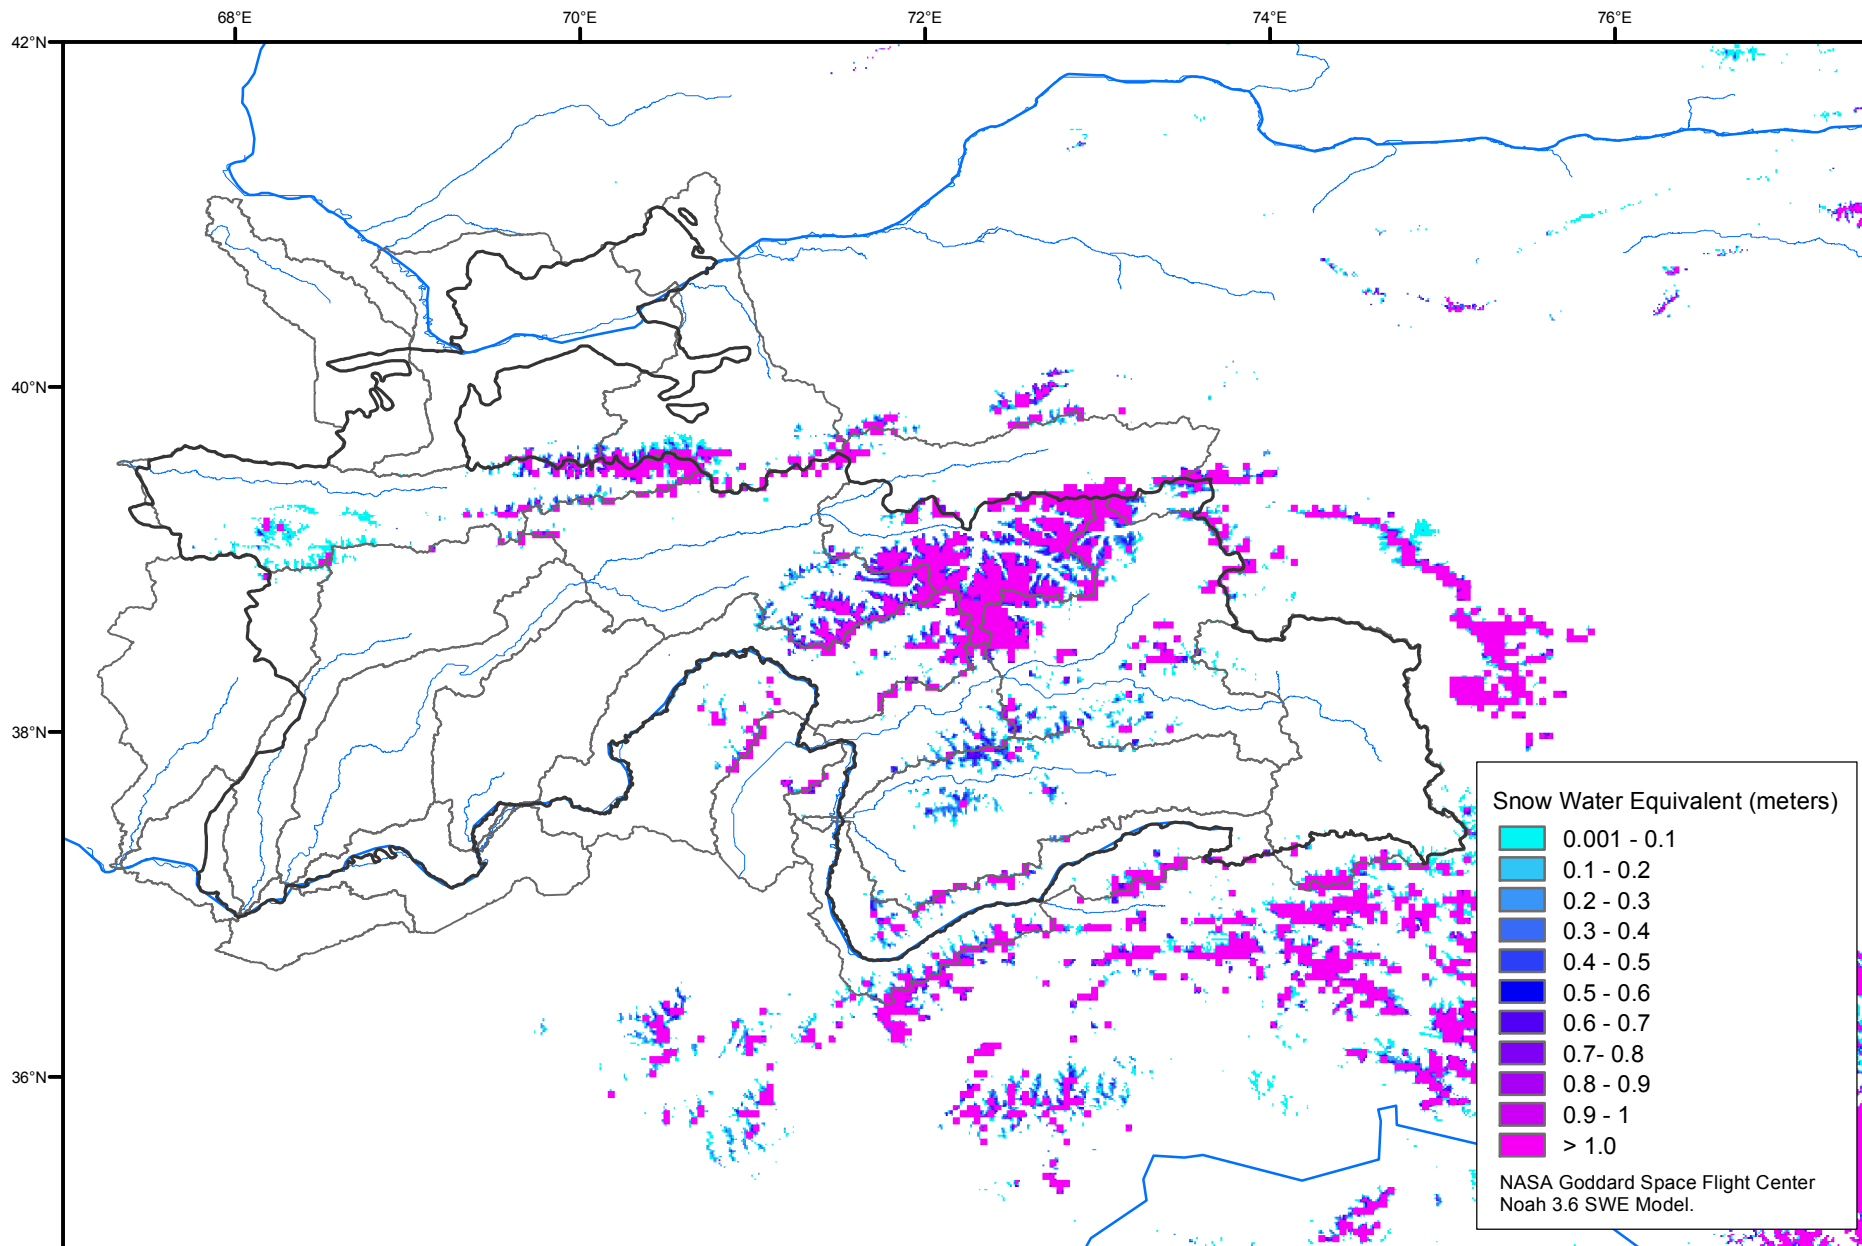 68°E
70°E
72°E
74°E
76°E
42°N
40°N
38°N
36°N
Snow Water Equivalent (meters)
0.001 - 0.1
0.1 - 0.2
0.2 - 0.3
0.3 - 0.4
0.4 - 0.5
0.5 - 0.6
0.6 - 0.7
0.7- 0.8
0.8 - 0.9
0.9 - 1
> 1.0
NASA Goddard Space Flight Center
Noah 3.6 SWE Model.